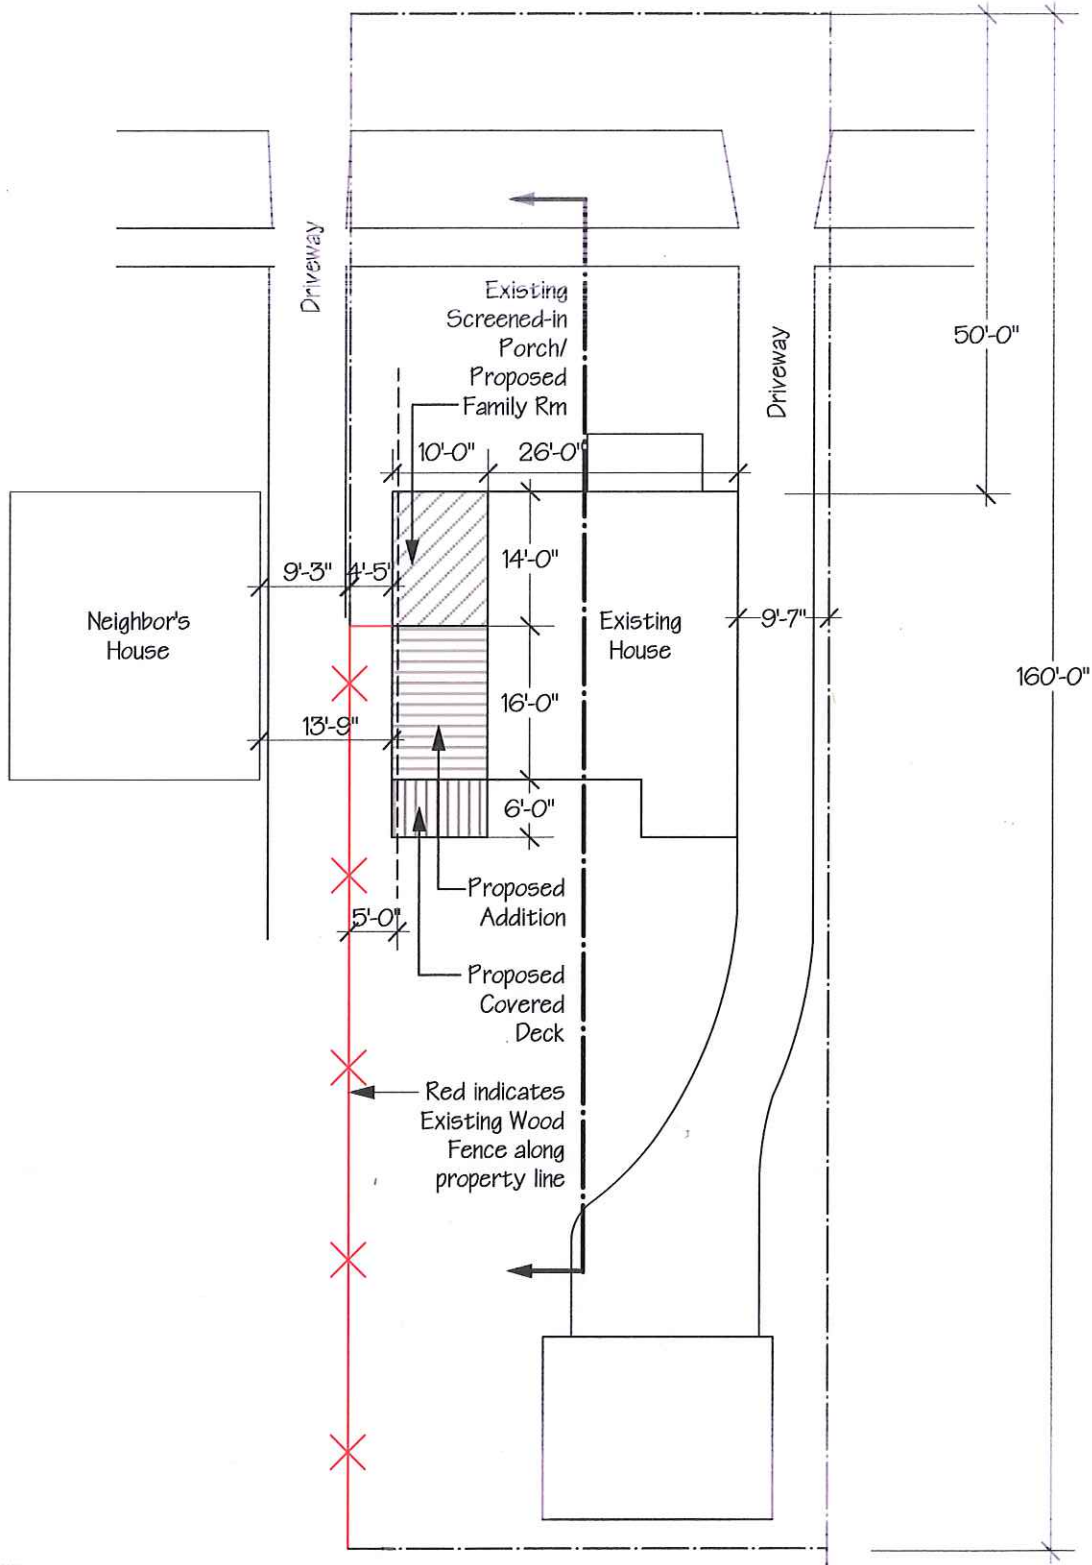 Driveway
Existing
Screened-in
Porch/
Proposed
Family Rm
Driveway
50'-0"
10'-0"
26'-0"
14'-0"
9'-3"
4'-5'
Neighbor's
House
Existing
House
9'-7"
160'-0"
16'-0"
13'-9"
6'-0"
Proposed
Addition
5'-0"
Proposed
Covered
Deck
Red indicates
Existing Wood
Fence along
property line